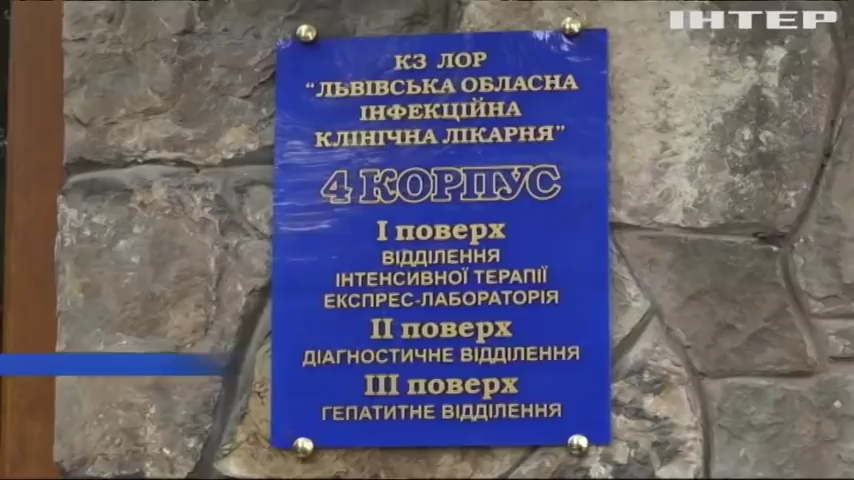 ІНТЕР
КЗ ЛОР
"ЛЬВІВСЬКА ОБЛАСНА
ІНФЕКЦІЙНА
КЛІНІЧНА ЛІКАРНЯ"
4 КОРПУС
I поверх
ВІДДІЛЕННЯ
ІНТЕНСИВНОЇ ТЕРАПІЇ
ЕКСПРЕС-ЛАБОРАТОРІЯ
II поверх
ДІАГНОСТИЧНЕ ВІДДІЛЕННЯ
III поверх
ГЕПАТИТНЕ ВІДДІЛЕННЯ